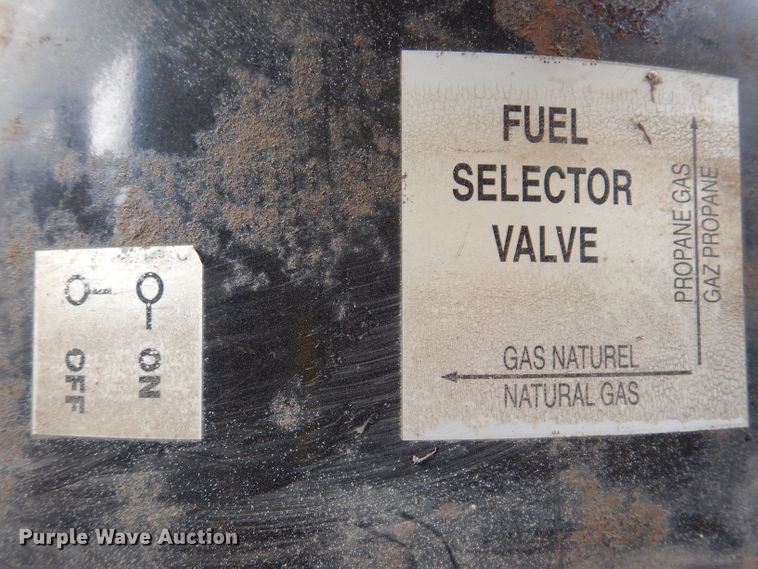 FUEL
SELECTOR
VALVE
PROPANE GAS
GAZ PROPANE
GAS NATUREL
NATURAL GAS
ON
OFF
Purple Wave Auction